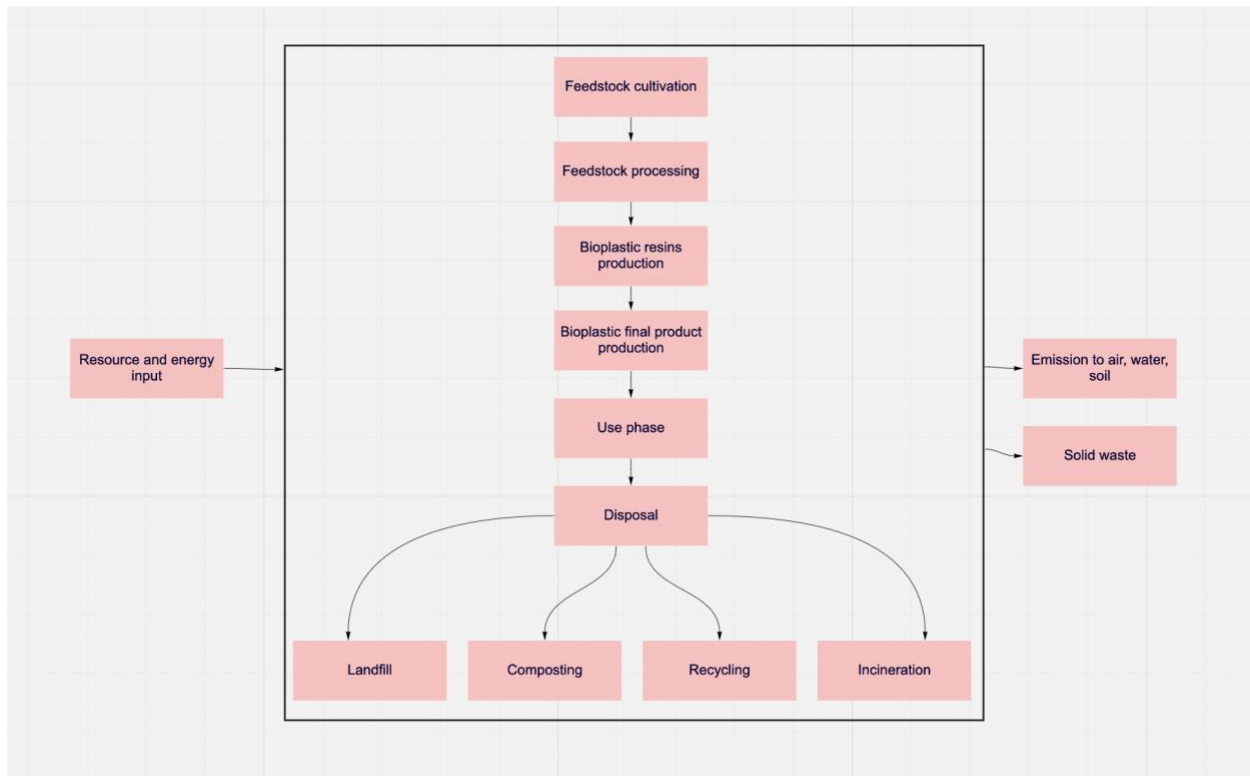 Feedstock cultivation
Feedstock processing
Bioplastic resins
production
Bioplastic final product
production
Resource and energy
input
Emission to air, water,
soil
Use phase
Solid waste
Disposal
Landfill
Composting
Recycling
Incineration